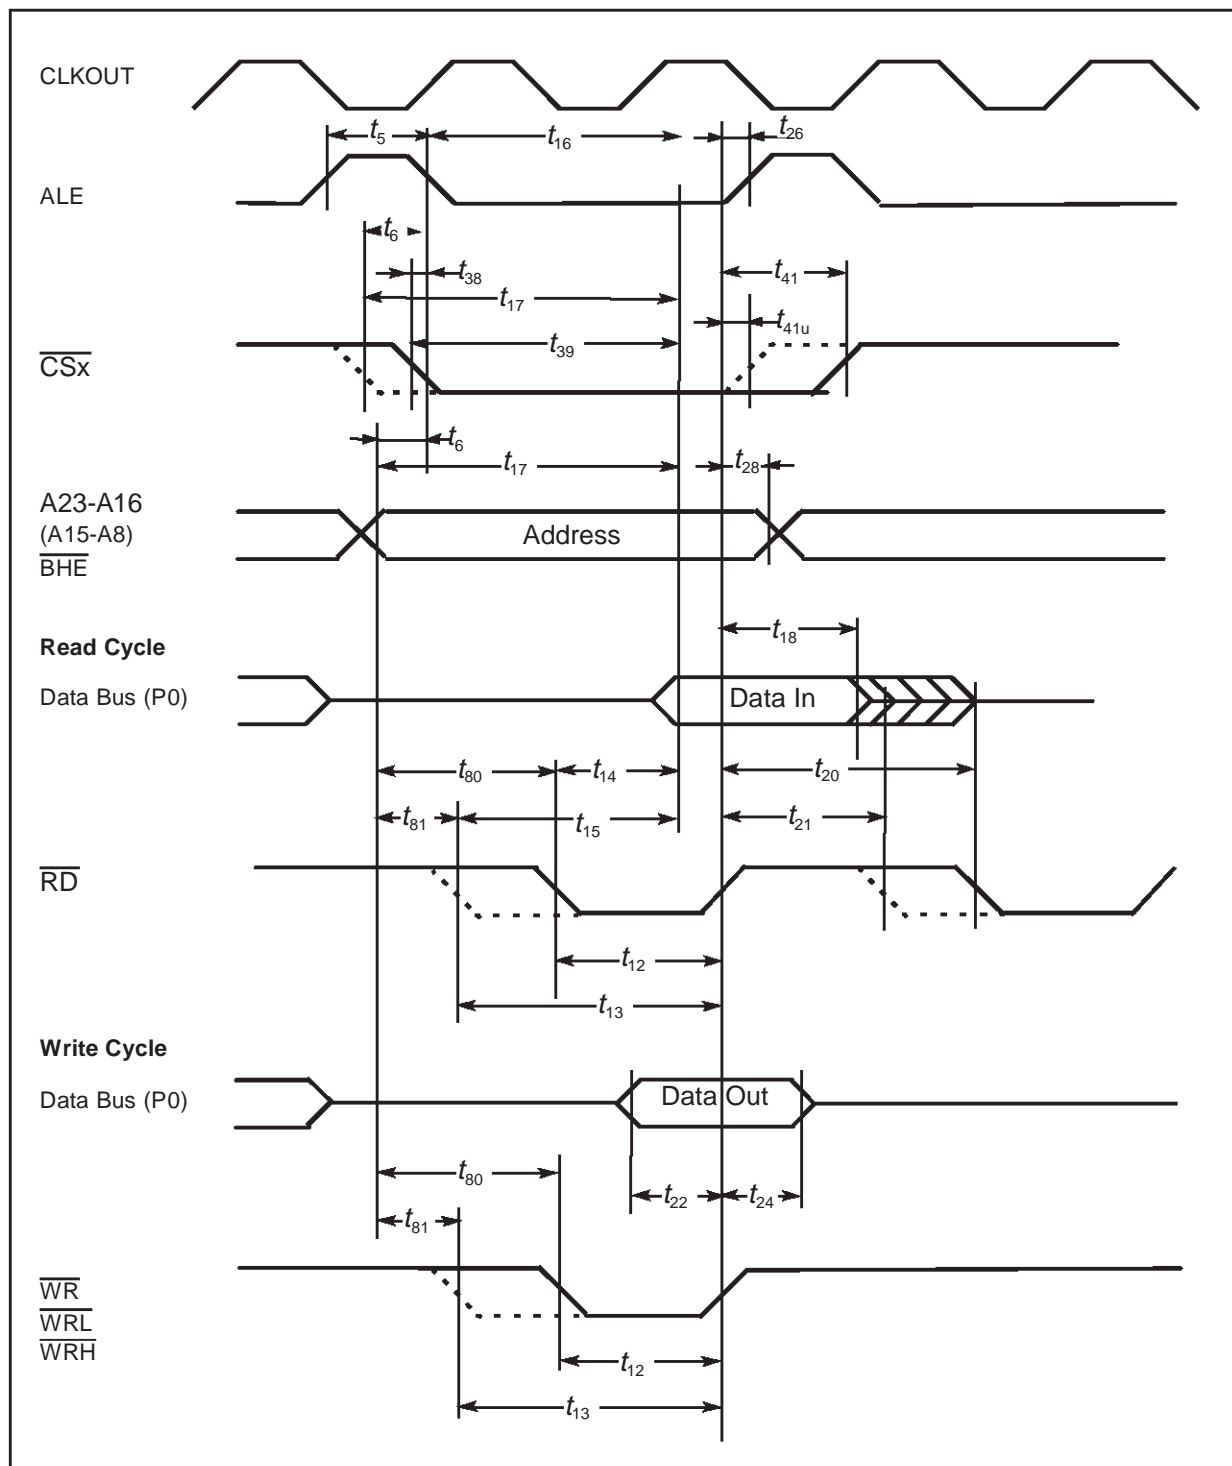 CLKOUT
t5
t16
t26
ALE
t6
t38
t41
t17
t41u
t39
CSx
t6
t17
t28
A23-A16
(A15-A8)
BHE
Address
t18
Read Cycle
Data Bus (P0)
Data In
t80
t14
t20
t81
t15
t21
RD
t12
t13
Write Cycle
Data Bus (P0)
Data Out
t80
t22
t24
t81
WR
WRL
WRH
t12
t13